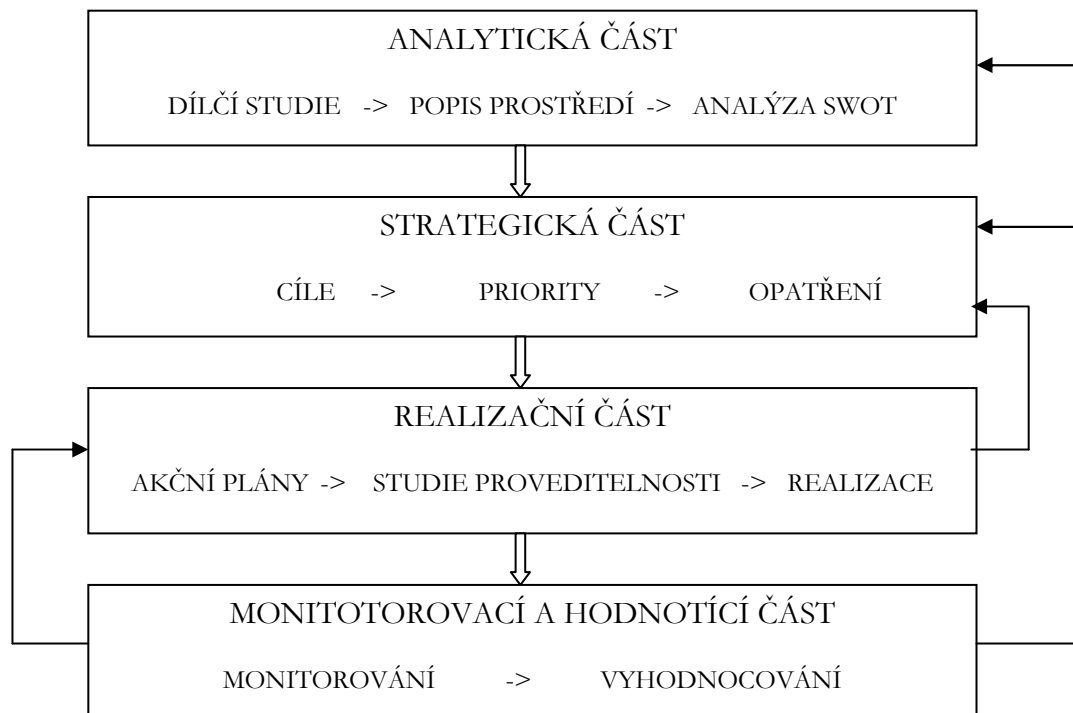 ANALYTICKÁ ČÁST
DÍLČÍ STUDIE -> POPIS PROSTŘEDÍ -> ANALÝZA SWOT
STRATEGICKÁ ČÁST
CÍLE -> PRIORITY -> OPATŘENÍ
REALIZAČNÍ ČÁST
AKČNÍ PLÁNY -> STUDIE PROVEDITELNOSTI -> REALIZACE
MONITOTOROVACÍ A HODNOTÍCÍ ČÁST
MONITOROVÁNÍ -> VYHODNOCOVÁNÍ